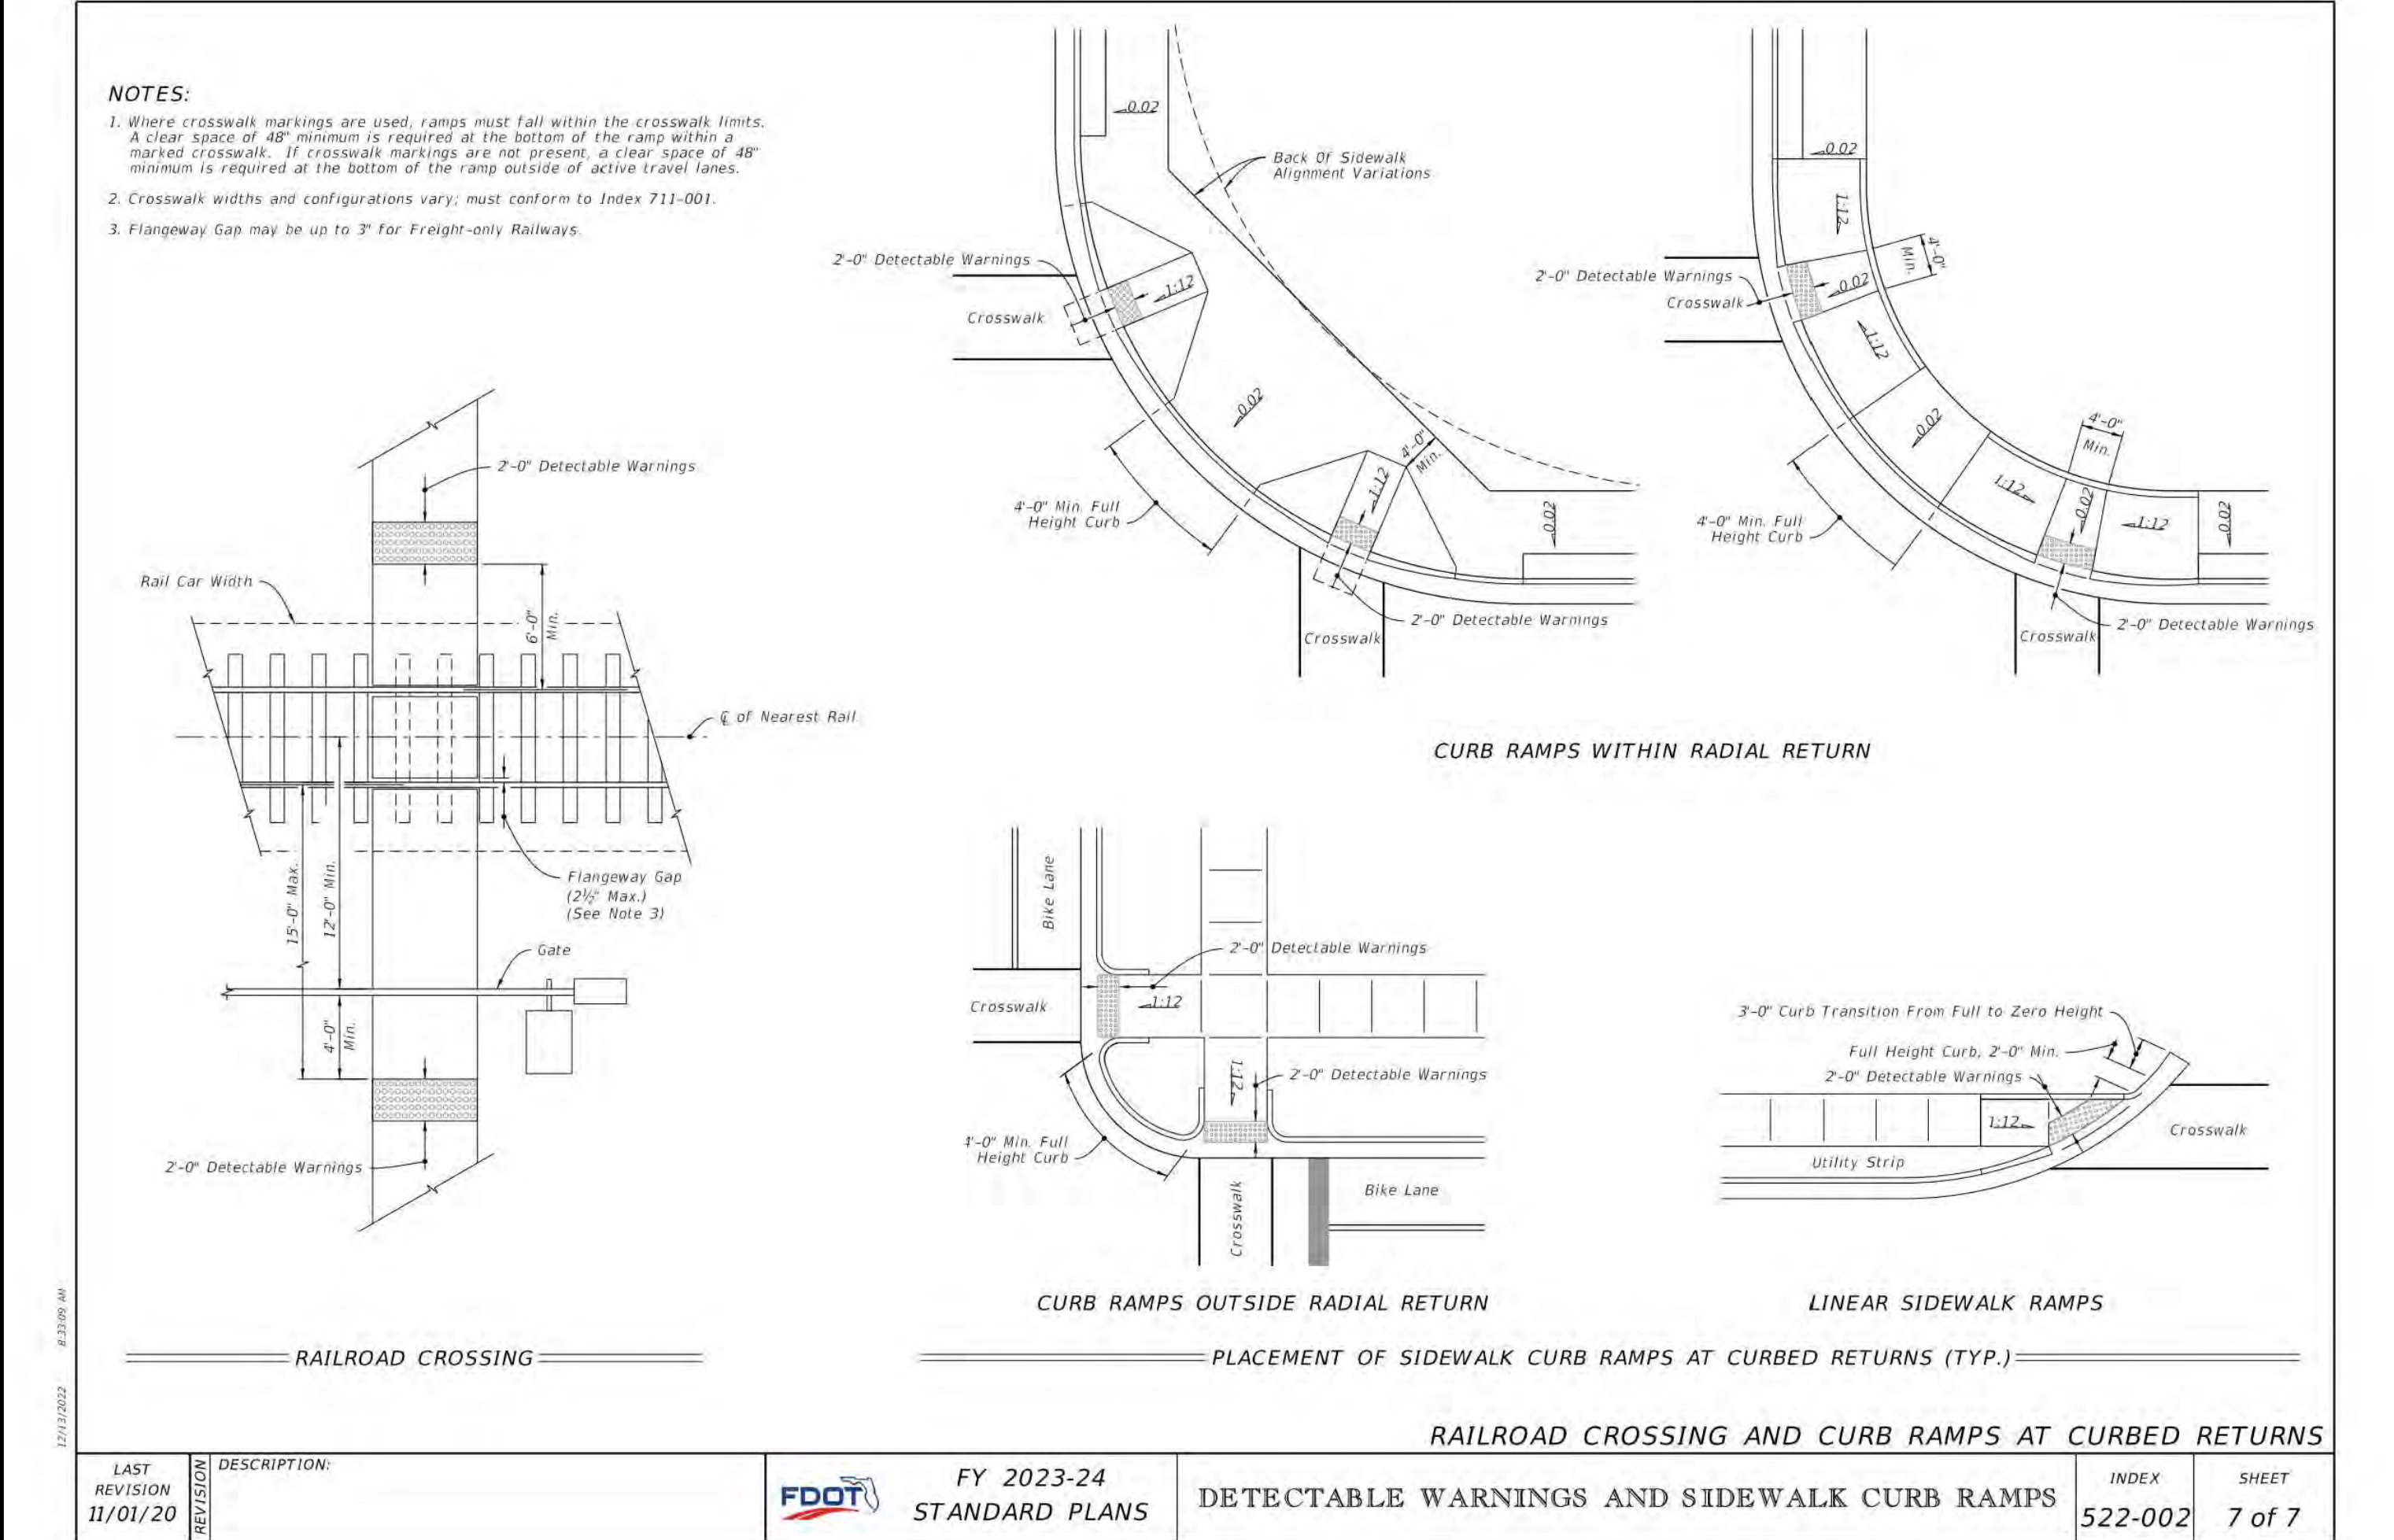 NOTES:
1. Where crosswalk markings are used, ramps must fall within the crosswalk limits.
A clear space of 48" minimum is required at the bottom of the ramp within a
marked crosswalk. If crosswalk markings are not present, a clear space of 48"
minimum is required at the bottom of the ramp outside of active travel lanes.
2. Crosswalk widths and configurations vary; must conform to Index 711-001.
3. Flangeway Gap may be up to 3" for Freight-only Railways.
2'-0" Detectable Warnings
Rail Car Width
6'-0"
Min.
℄ of Nearest Rail
15'-0" Max.
12'-0" Min.
Flangeway Gap
(2½" Max.)
(See Note 3)
Gate
4'-0"
Min.
2'-0" Detectable Warnings
RAILROAD CROSSING
0.02
Back Of Sidewalk
Alignment Variations
2'-0" Detectable Warnings
1:12
Crosswalk
0.02
4'-0"
Min.
1:12
4'-0" Min. Full
Height Curb
0.02
2'-0" Detectable Warnings
Crosswalk
0.02
1:12
4'-0"
Min.
2'-0" Detectable Warnings
0.02
Crosswalk
1:12
0.02
4'-0"
Min.
1:12
0.02
1:12
0.02
4'-0" Min. Full
Height Curb
2'-0" Detectable Warnings
Crosswalk
CURB RAMPS WITHIN RADIAL RETURN
Bike Lane
2'-0" Detectable Warnings
Crosswalk
1:12
1:12
2'-0" Detectable Warnings
4'-0" Min. Full
Height Curb
Crosswalk
Bike Lane
CURB RAMPS OUTSIDE RADIAL RETURN
3'-0" Curb Transition From Full to Zero Height
Full Height Curb, 2'-0" Min.
2'-0" Detectable Warnings
1:12
Crosswalk
Utility Strip
LINEAR SIDEWALK RAMPS
PLACEMENT OF SIDEWALK CURB RAMPS AT CURBED RETURNS (TYP.)
RAILROAD CROSSING AND CURB RAMPS AT CURBED RETURNS
12/13/2022 8:33:09 AM
LAST
REVISION
11/01/20
REVISION
DESCRIPTION:
FDOT
FY 2023-24
STANDARD PLANS
DETECTABLE WARNINGS AND SIDEWALK CURB RAMPS
INDEX
522-002
SHEET
7 of 7